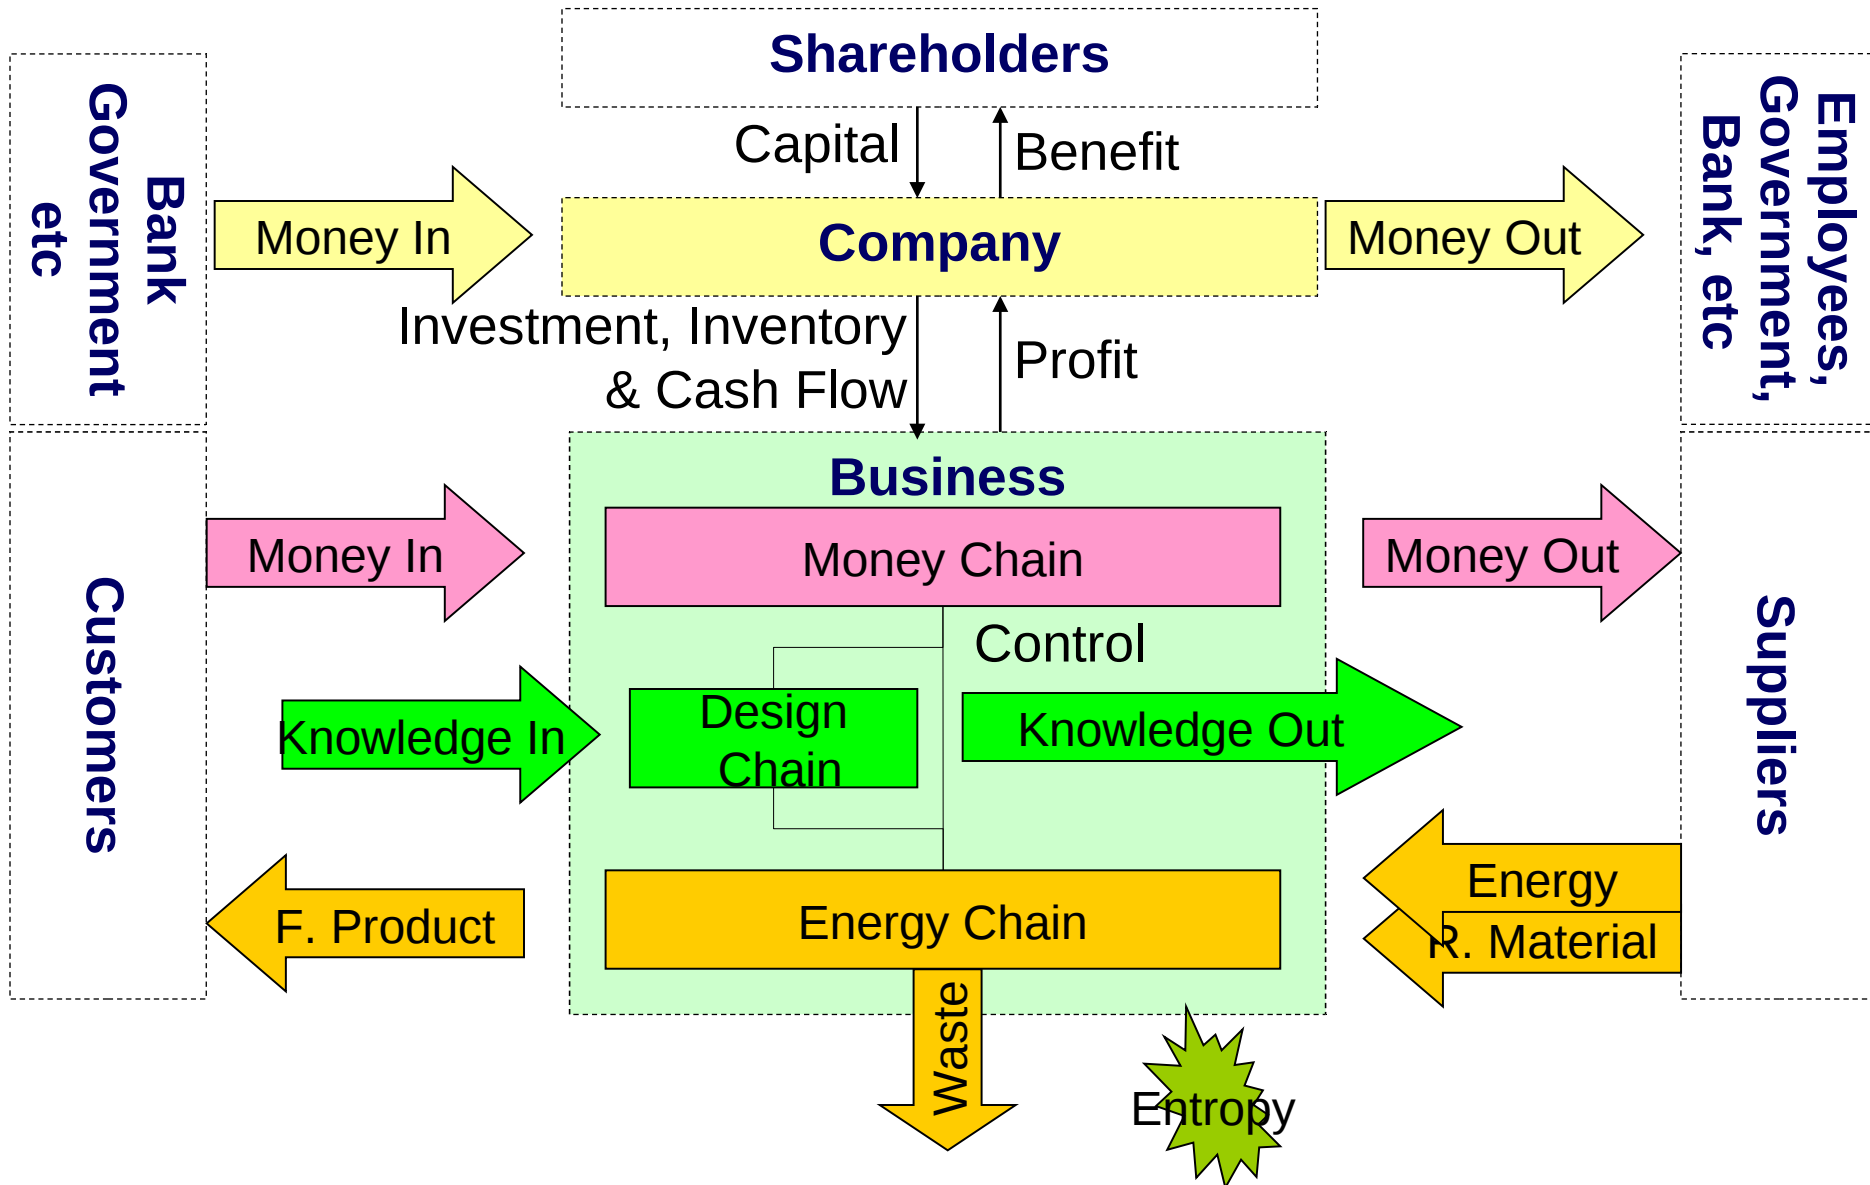 Shareholders
Capital
Benefit
Bank
Government
etc
Money In
Company
Money Out
Employees,
Government,
Bank, etc
Investment, Inventory
& Cash Flow
Profit
Business
Customers
Money In
Money Chain
Money Out
Suppliers
Control
Knowledge In
Design
Chain
Knowledge Out
F. Product
Energy Chain
Energy
R. Material
Waste
Entropy